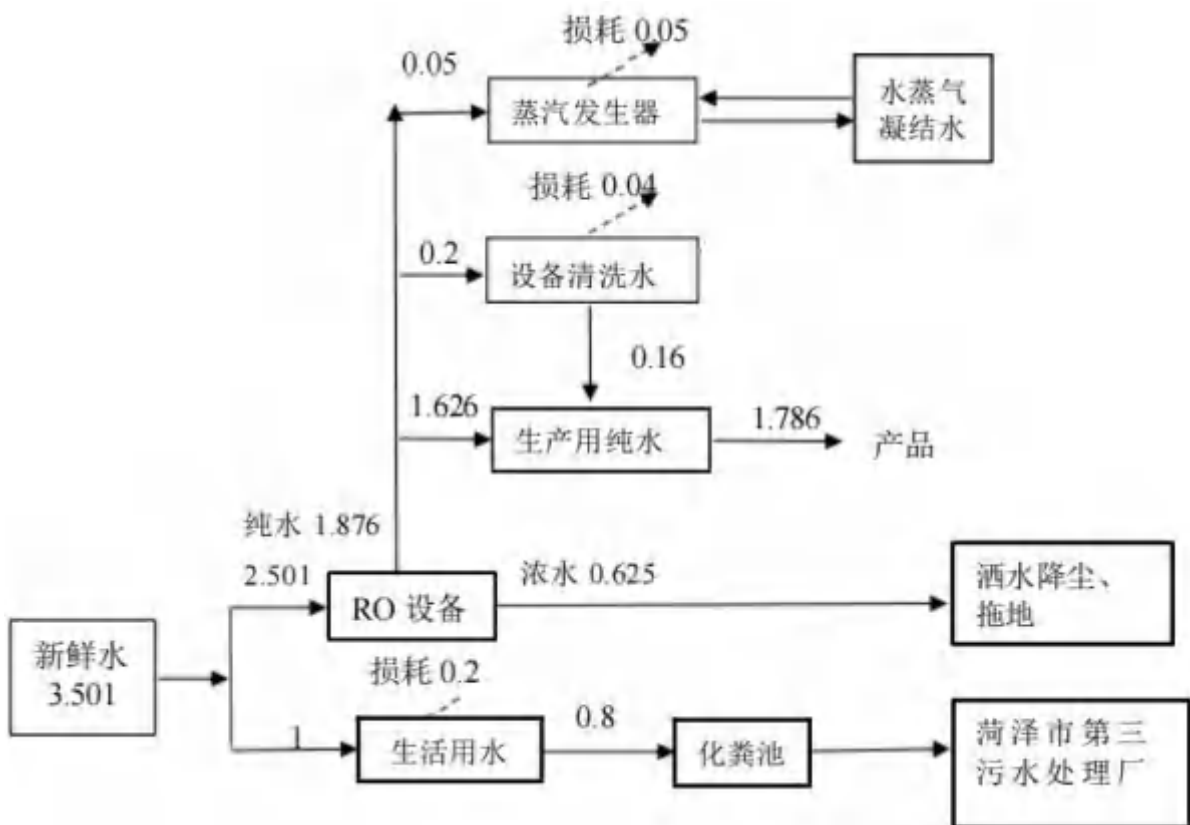 损耗 0.05
0.05
蒸汽发生器
水蒸气
凝结水
损耗 0.04
0.2
设备清洗水
0.16
1.626
生产用纯水
1.786
产品
纯水 1.876
2.501
RO 设备
浓水 0.625
洒水降尘、
拖地
新鲜水
3.501
损耗 0.2
1
生活用水
0.8
化粪池
菏泽市第三
污水处理厂